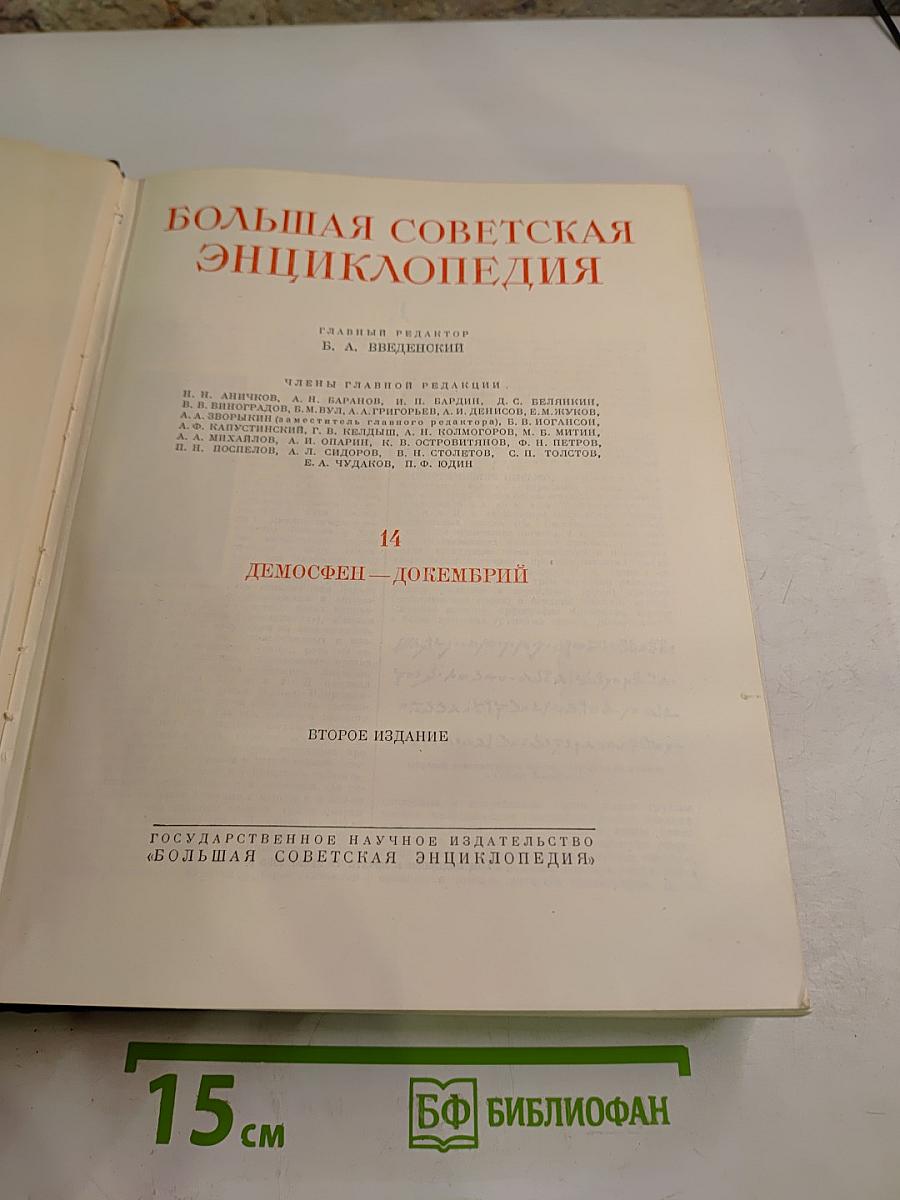 БОЛЬШАЯ СОВЕТСКАЯ
ЭНЦИКЛОПЕДИЯ
ГЛАВНЫЙ РЕДАКТОР
Б. А. ВВЕДЕНСКИЙ
ЧЛЕНЫ ГЛАВНОЙ РЕДАКЦИИ
Н. Н. АНИЧКОВ, А. Н. БАРАНОВ, И. П. БАРДИН, Д. С. БЕЛЯНКИН,
В. В. ВИНОГРАДОВ, Б. М. ВУЛ, А. А. ГРИГОРЬЕВ, А. И. ДЕНИСОВ, Е. М. ЖУКОВ,
А. А. ЗВОРЫКИН (заместитель главного редактора), Б. В. ИОГАНСОН,
А. Ф. КАПУСТИНСКИЙ, Г. В. КЕЛДЫШ, А. Н. КОЛМОГОРОВ, М. Б. МИТИН,
А. А. МИХАЙЛОВ, А. И. ОПАРИН, К. В. ОСТРОВИТЯНОВ, Ф. Н. ПЕТРОВ,
П. Н. ПОСПЕЛОВ, А. Л. СИДОРОВ, В. Н. СТОЛЕТОВ, С. П. ТОЛСТОВ,
Е. А. ЧУДАКОВ, П. Ф. ЮДИН
14
ДЕМОСФЕН — ДОКЕМБРИЙ
ВТОРОЕ ИЗДАНИЕ
ГОСУДАРСТВЕННОЕ НАУЧНОЕ ИЗДАТЕЛЬСТВО
«БОЛЬШАЯ СОВЕТСКАЯ ЭНЦИКЛОПЕДИЯ»
15 см
БФ БИБЛИОФАН